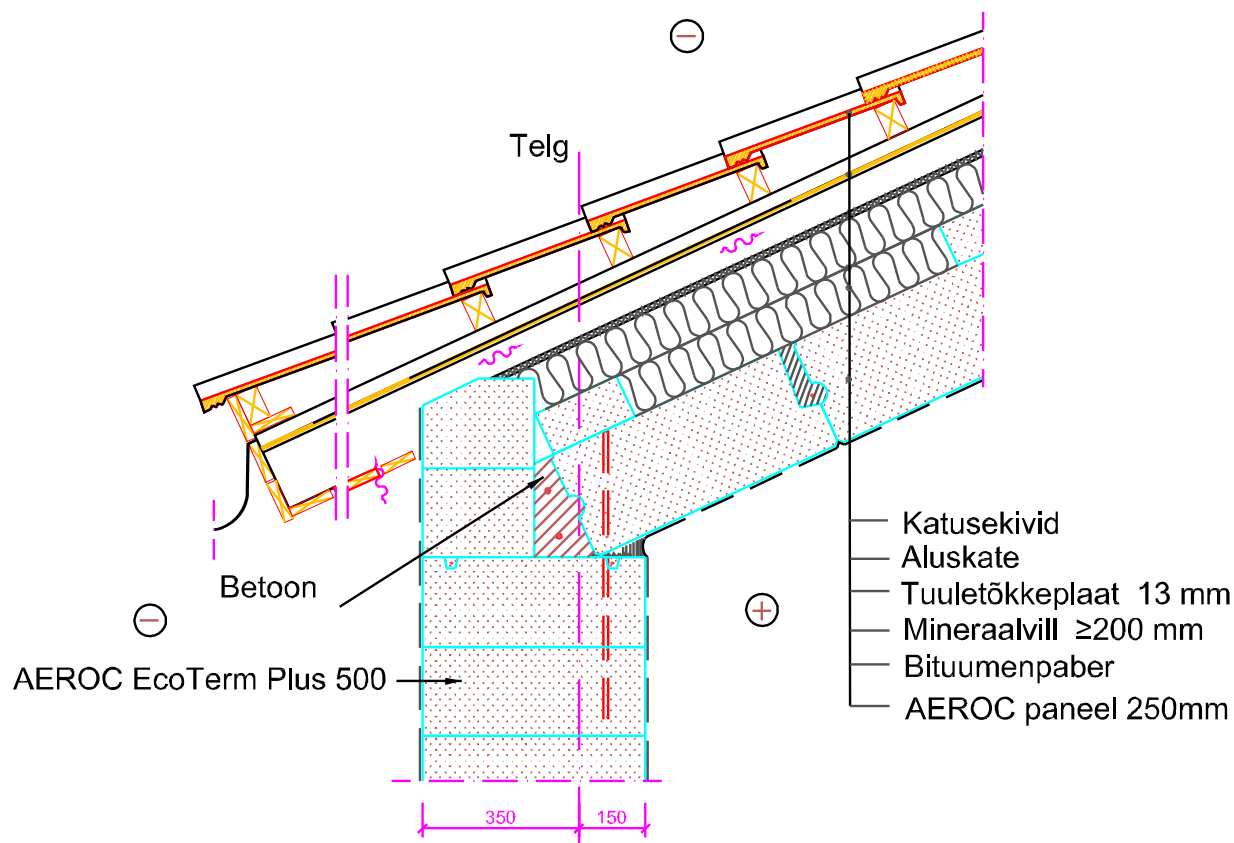 Telg
Betoon
AEROC EcoTerm Plus 500
Katusekivid
Aluskate
Tuuletõkkeplaat 13 mm
Mineraalvill ≥200 mm
Bituumenpaber
AEROC paneel 250mm
350
150